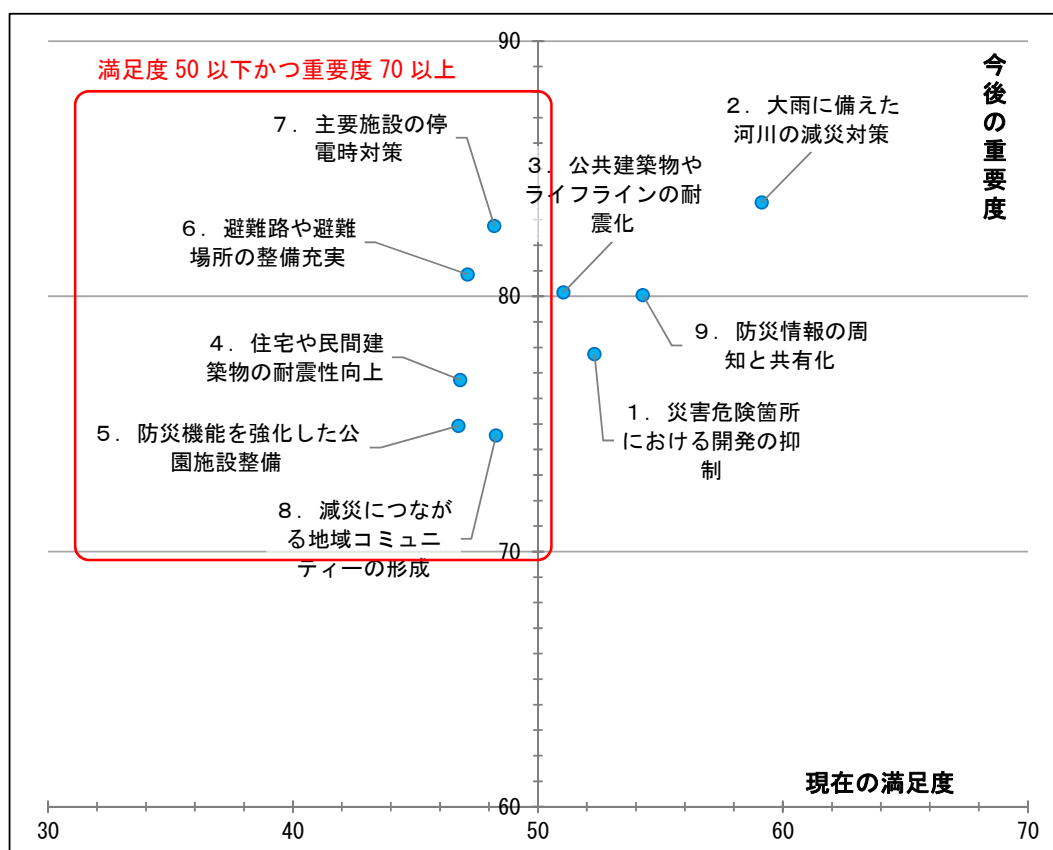 満足度 50 以下かつ重要度 70 以上
今後の重要度
90
80
70
60
7．主要施設の停
電時対策
2．大雨に備えた
河川の減災対策
3．公共建築物や
ライフラインの耐
震化
6．避難路や避難
場所の整備充実
9．防災情報の周
知と共有化
4．住宅や民間建
築物の耐震性向上
1．災害危険箇所
における開発の抑
制
5．防災機能を強化した公
園施設整備
8．減災につなが
る地域コミュニ
ティーの形成
現在の満足度
30
40
50
60
70